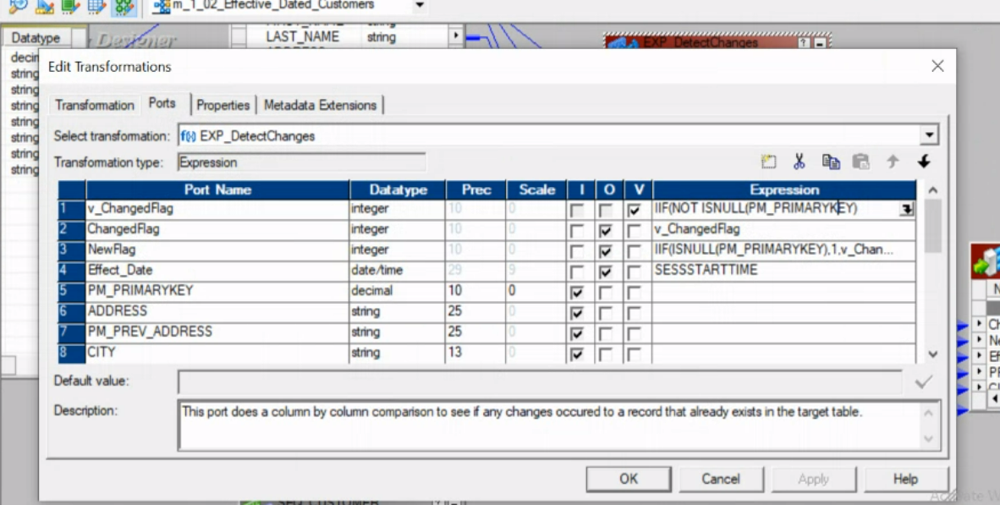 m_1_02_Effective_Dated_Customers
Datatype
Designer
LAST_NAME string
EXP_DetectChanges
string
string
string
string
string
string
string
Edit Transformations
Transformation Ports Properties Metadata Extensions
Select transformation: f(x) EXP_DetectChanges
Transformation type: Expression
Port Name Datatype Prec Scale I O V Expression
1 v_ChangedFlag integer 10 0 IIF(NOT ISNULL(PM_PRIMARYKEY)
2 ChangedFlag integer 10 0 v_ChangedFlag
3 NewFlag integer 10 0 IIF(ISNULL(PM_PRIMARYKEY),1,v_Chan...
4 Effect_Date date/time 29 9 SESSSTARTTIME
5 PM_PRIMARYKEY decimal 10 0
6 ADDRESS string 25 0
7 PM_PREV_ADDRESS string 25 0
8 CITY string 13 0
Default value:
Description: This port does a column by column comparison to see if any changes occured to a record that already exists in the target table.
OK Cancel Apply Help